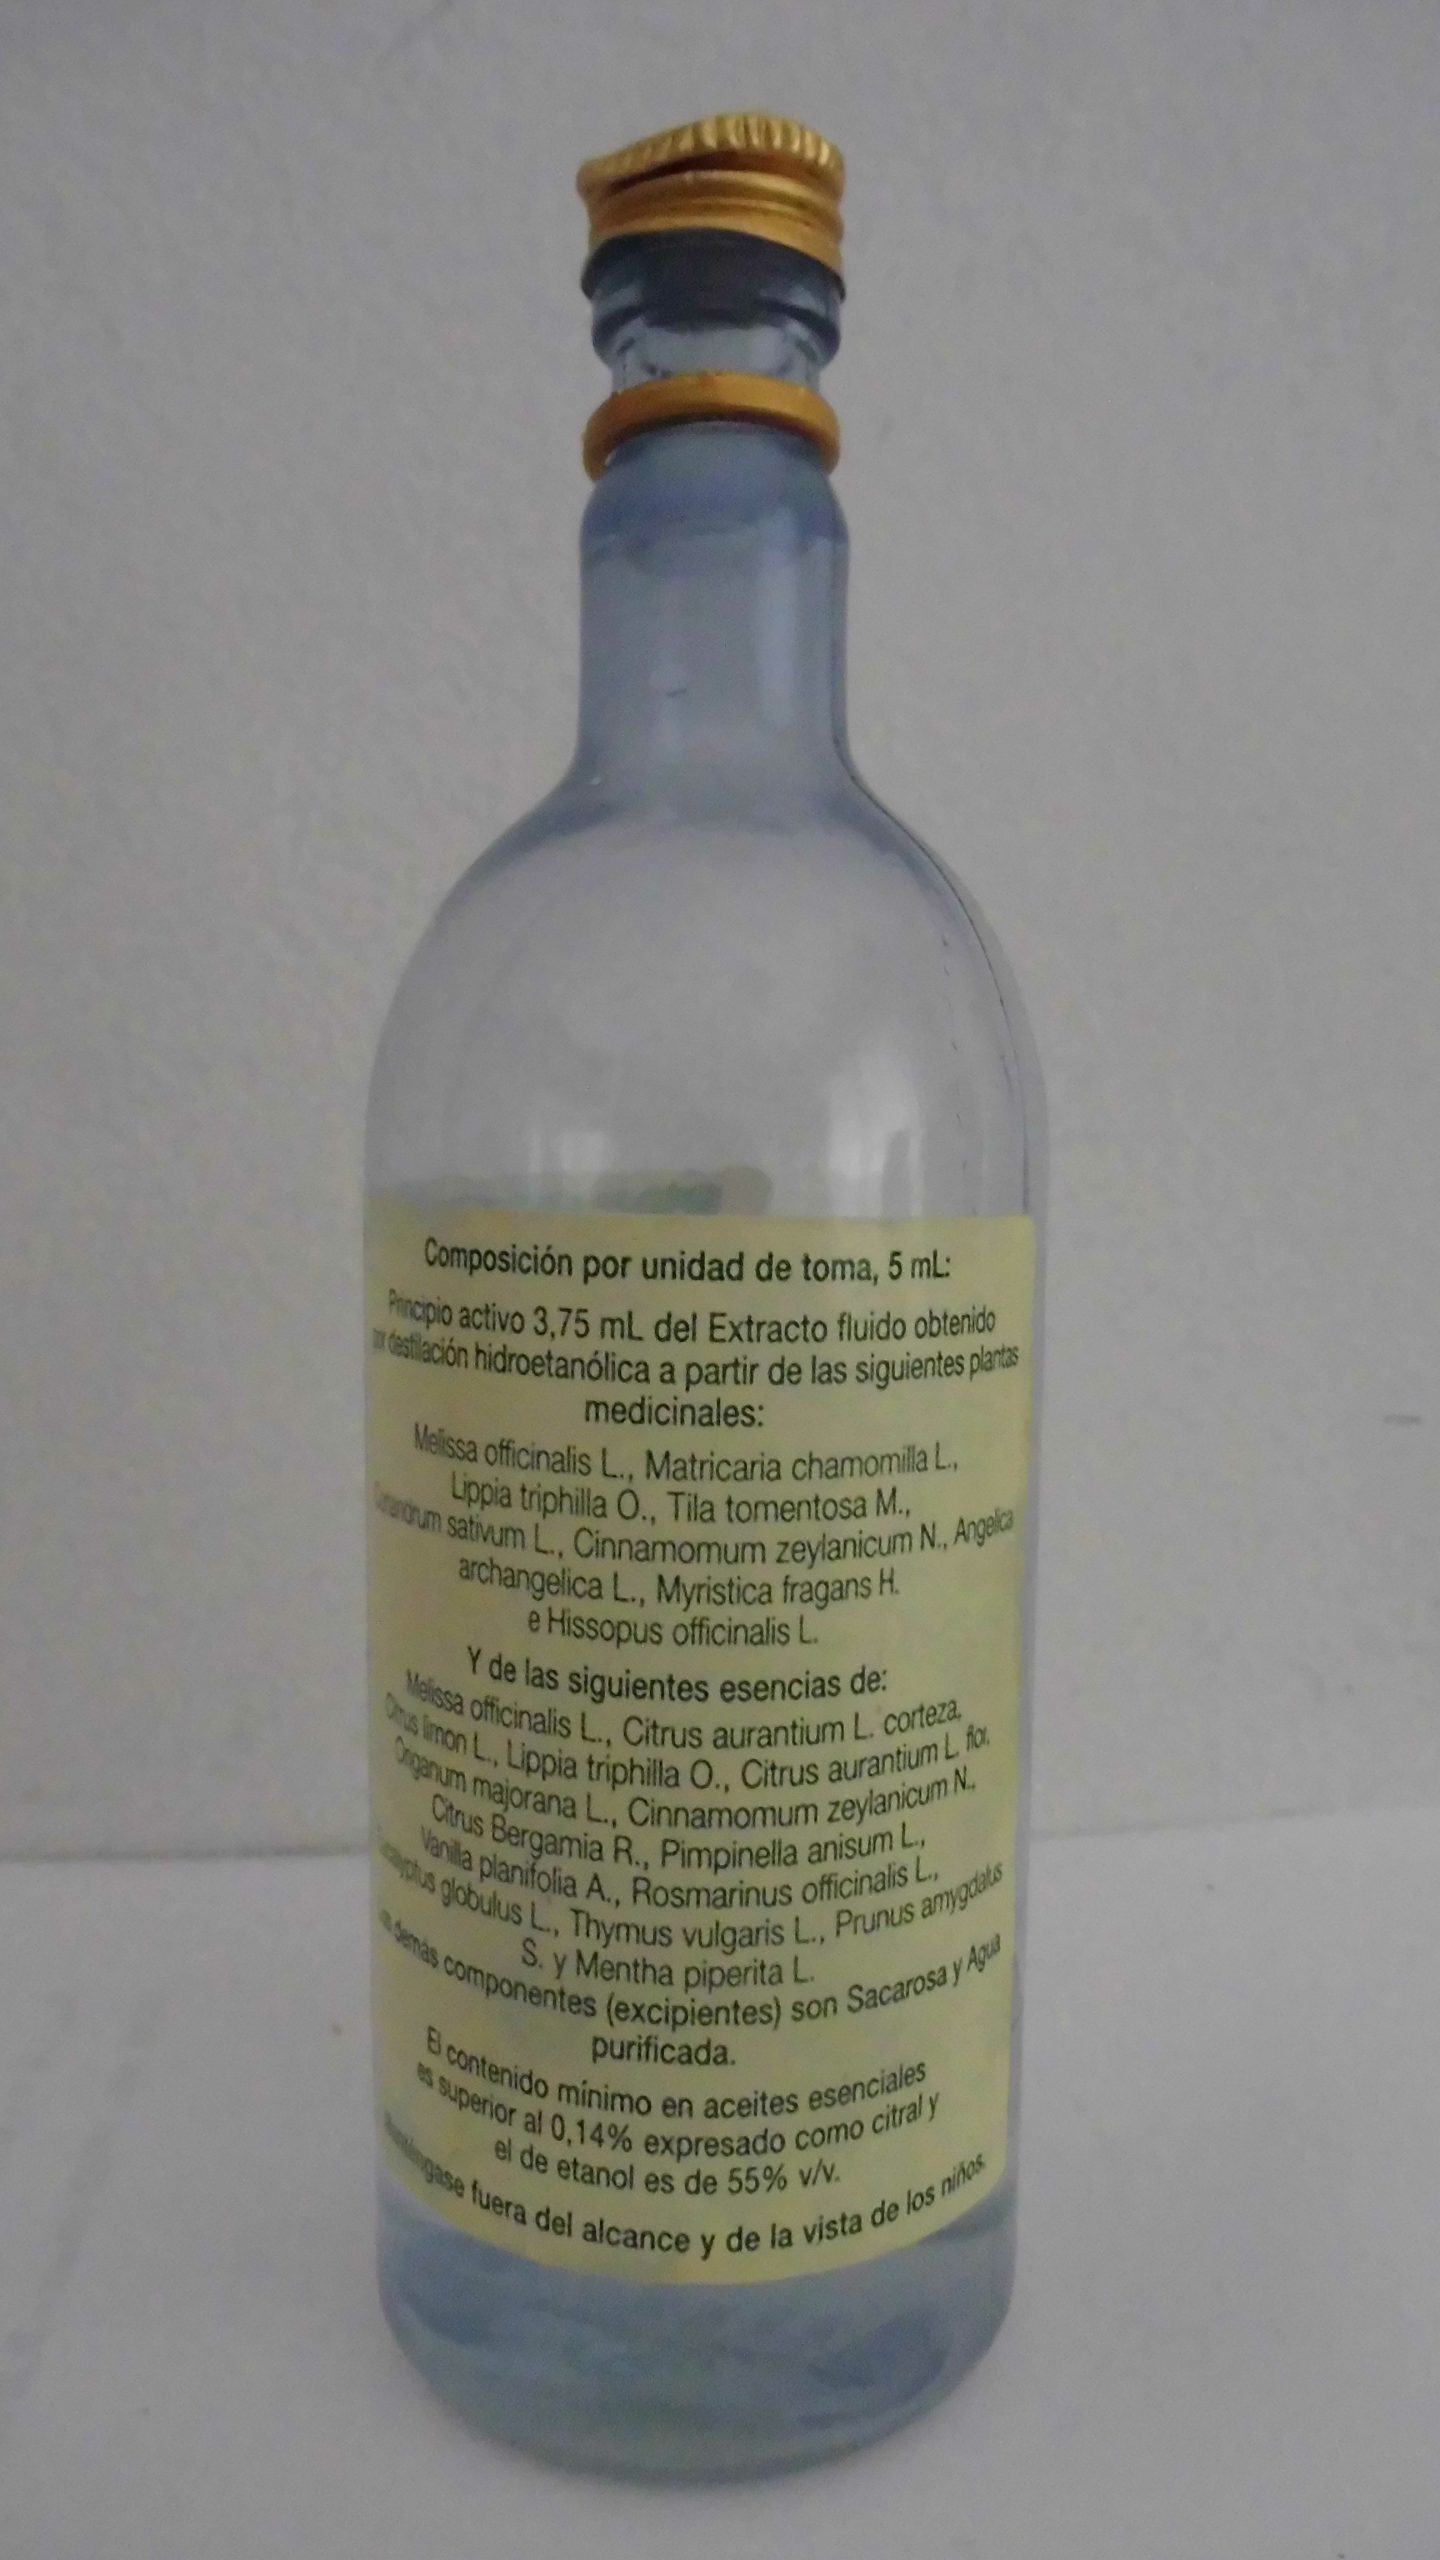 Composición por unidad de toma, 5 mL:
Principio activo 3,75 mL del Extracto fluido obtenido
por destilación hidroetanólica a partir de las siguientes plantas
medicinales:
Melissa officinalis L., Matricaria chamomilla L.,
Lippia triphilla O., Tila tomentosa M.,
sativum L., Cinnamomum zeylanicum N., Angelica
archangelica L., Myristica fragans H.
e Hissopus officinalis L.
Y de las siguientes esencias de:
Melissa officinalis L., Citrus aurantium L. corteza,
Citrus limon L., Lippia triphilla O., Citrus aurantium L. flor,
Origanum majorana L., Cinnamomum zeylanicum N.,
Citrus Bergamia R., Pimpinella anisum L.,
Vanilla planifolia A., Rosmarinus officinalis L.,
Eucalyptus globulus L., Thymus vulgaris L., Prunus amygdalus
S. y Mentha piperita L.
Los demás componentes (excipientes) son Sacarosa y Agua
purificada.
El contenido mínimo en aceites esenciales
es superior al 0,14% expresado como citral y
el de etanol es de 55% v/v.
Manténgase fuera del alcance y de la vista de los niños.